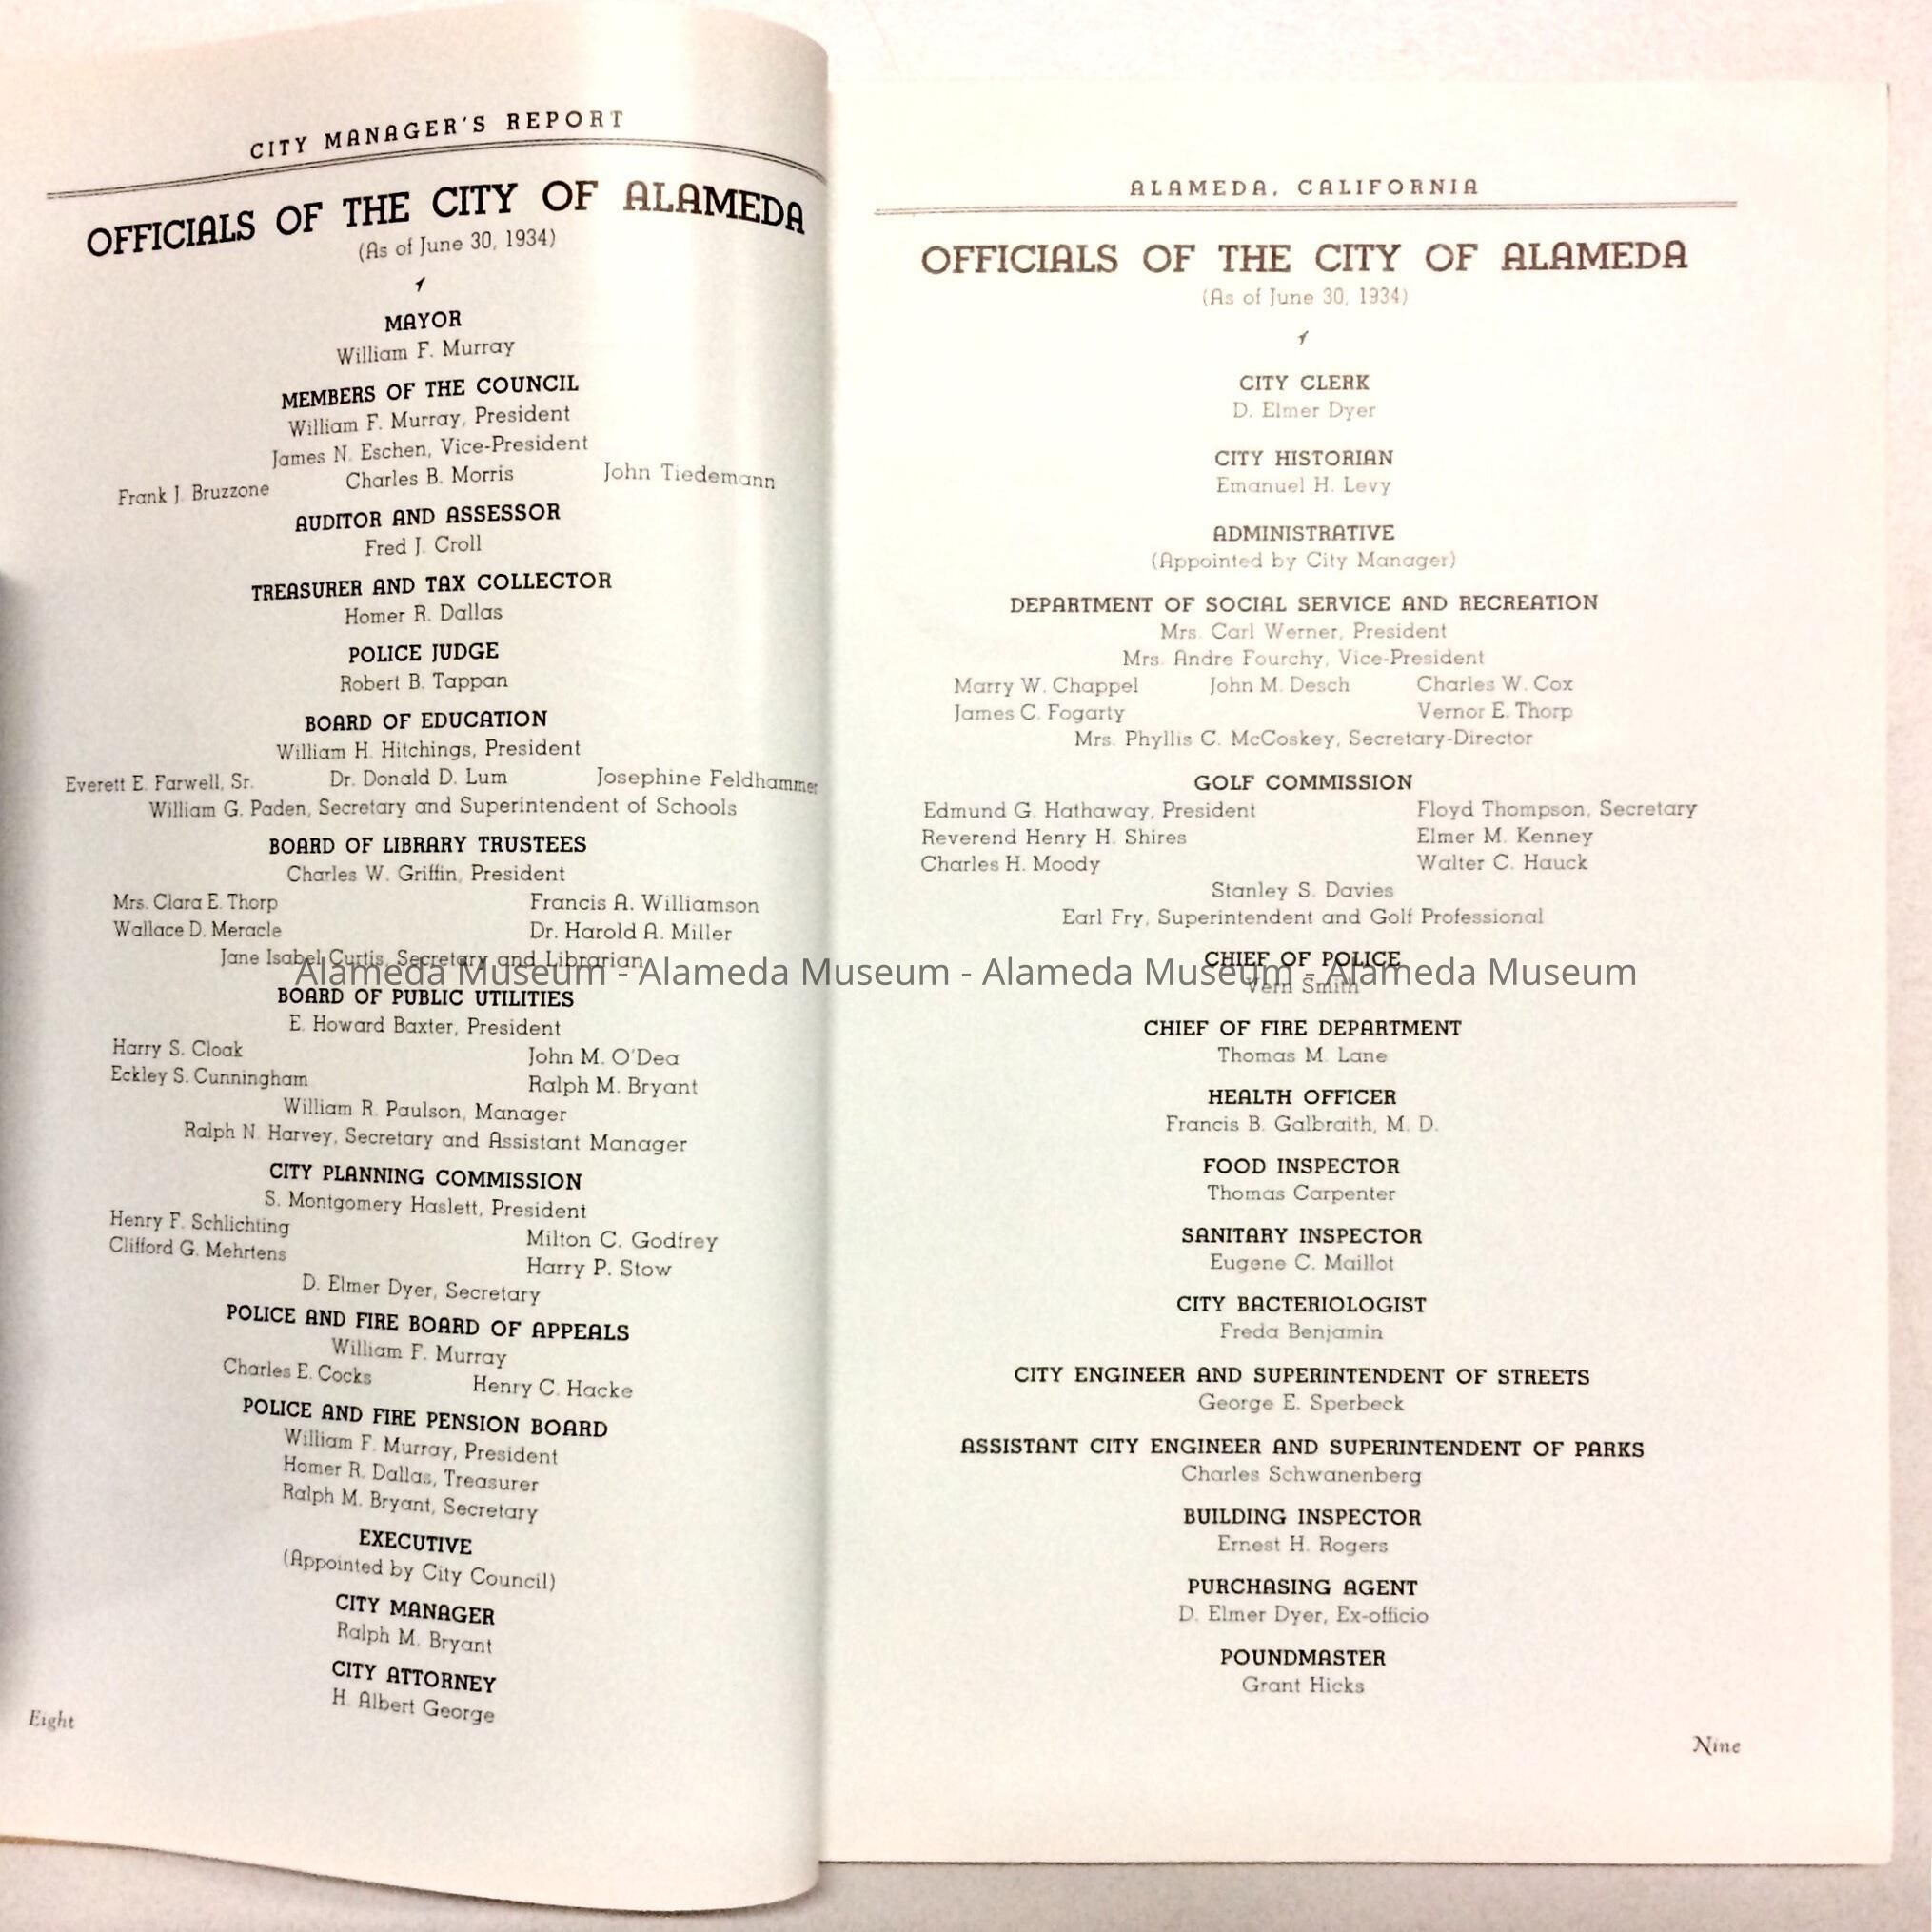 CITY MANAGER'S REPORT
OFFICIALS OF THE CITY OF ALAMEDA
(As of June 30, 1934)
MAYOR
William F. Murray
MEMBERS OF THE COUNCIL
William F. Murray, President
James N. Eschen, Vice-President
Frank J. Bruzzone Charles B. Morris John Tiedemann
AUDITOR AND ASSESSOR
Fred J. Croll
TREASURER AND TAX COLLECTOR
Homer R. Dallas
POLICE JUDGE
Robert B. Tappan
BOARD OF EDUCATION
William H. Hitchings, President
Everett E. Farwell, Sr. Dr. Donald D. Lum Josephine Feldhammer
William G. Paden, Secretary and Superintendent of Schools
BOARD OF LIBRARY TRUSTEES
Charles W. Griffin, President
Mrs. Clara E. Thorp Francis A. Williamson
Wallace D. Meracle Dr. Harold A. Miller
Jane Isabel Curtis, Secretary and Librarian
BOARD OF PUBLIC UTILITIES
E. Howard Baxter, President
Harry S. Cloak John M. O'Dea
Eckley S. Cunningham Ralph M. Bryant
William R. Paulson, Manager
Ralph N. Harvey, Secretary and Assistant Manager
CITY PLANNING COMMISSION
S. Montgomery Haslett, President
Henry F. Schlichting Milton C. Godfrey
Clifford G. Mehrtens Harry P. Stow
D. Elmer Dyer, Secretary
POLICE AND FIRE BOARD OF APPEALS
William F. Murray
Charles E. Cocks Henry C. Hacke
POLICE AND FIRE PENSION BOARD
William F. Murray, President
Homer R. Dallas, Treasurer
Ralph M. Bryant, Secretary
EXECUTIVE
(Appointed by City Council)
CITY MANAGER
Ralph M. Bryant
CITY ATTORNEY
H. Albert George
Eight
ALAMEDA, CALIFORNIA
OFFICIALS OF THE CITY OF ALAMEDA
(As of June 30, 1934)
CITY CLERK
D. Elmer Dyer
CITY HISTORIAN
Emanuel H. Levy
ADMINISTRATIVE
(Appointed by City Manager)
DEPARTMENT OF SOCIAL SERVICE AND RECREATION
Mrs. Carl Werner, President
Mrs. Andre Fourchy, Vice-President
Marry W. Chappel John M. Desch Charles W. Cox
James C. Fogarty Vernor E. Thorp
Mrs. Phyllis C. McCoskey, Secretary-Director
GOLF COMMISSION
Edmund G. Hathaway, President Floyd Thompson, Secretary
Reverend Henry H. Shires Elmer M. Kenney
Charles H. Moody Walter C. Hauck
Stanley S. Davies
Earl Fry, Superintendent and Golf Professional
CHIEF OF POLICE
Vern Smith
CHIEF OF FIRE DEPARTMENT
Thomas M. Lane
HEALTH OFFICER
Francis B. Galbraith, M. D.
FOOD INSPECTOR
Thomas Carpenter
SANITARY INSPECTOR
Eugene C. Maillot
CITY BACTERIOLOGIST
Freda Benjamin
CITY ENGINEER AND SUPERINTENDENT OF STREETS
George E. Sperbeck
ASSISTANT CITY ENGINEER AND SUPERINTENDENT OF PARKS
Charles Schwanenberg
BUILDING INSPECTOR
Ernest H. Rogers
PURCHASING AGENT
D. Elmer Dyer, Ex-officio
POUNDMASTER
Grant Hicks
Nine
Alameda Museum - Alameda Museum - Alameda Museum - Alameda Museum